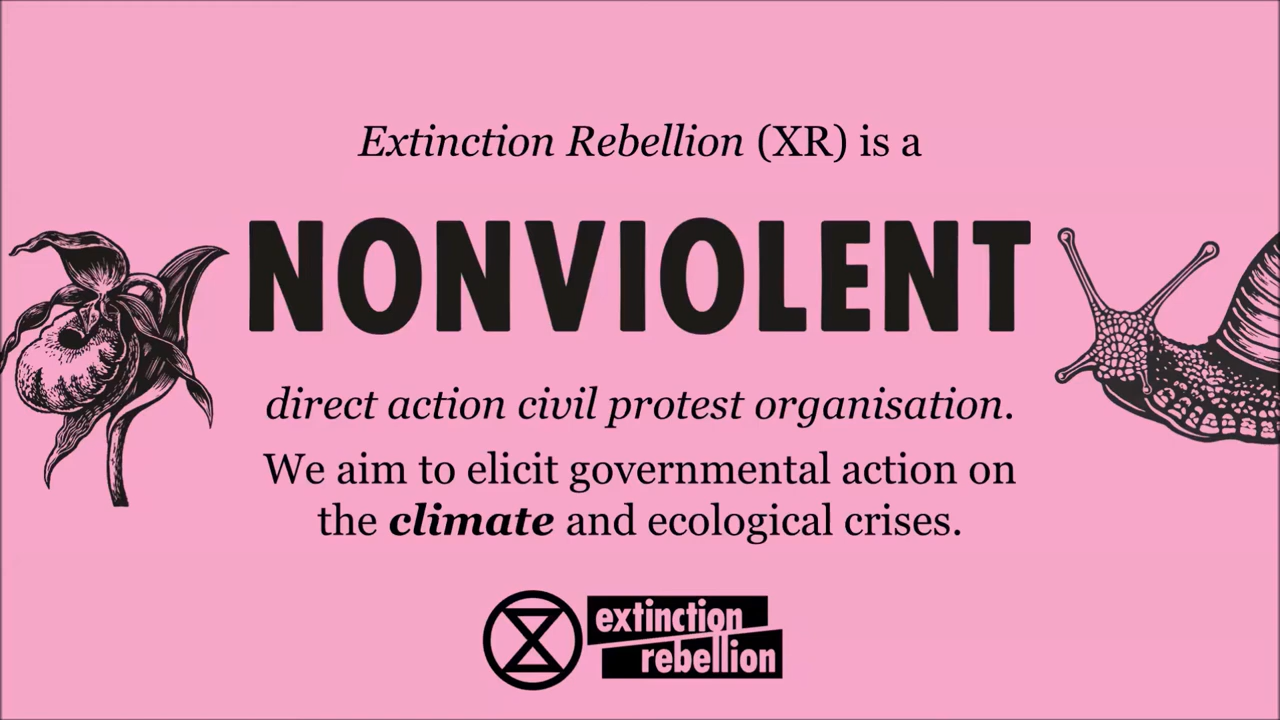 Extinction Rebellion (XR) is a
NONVIOLENT
direct action civil protest organisation.
We aim to elicit governmental action on
the climate and ecological crises.
extinction
rebellion